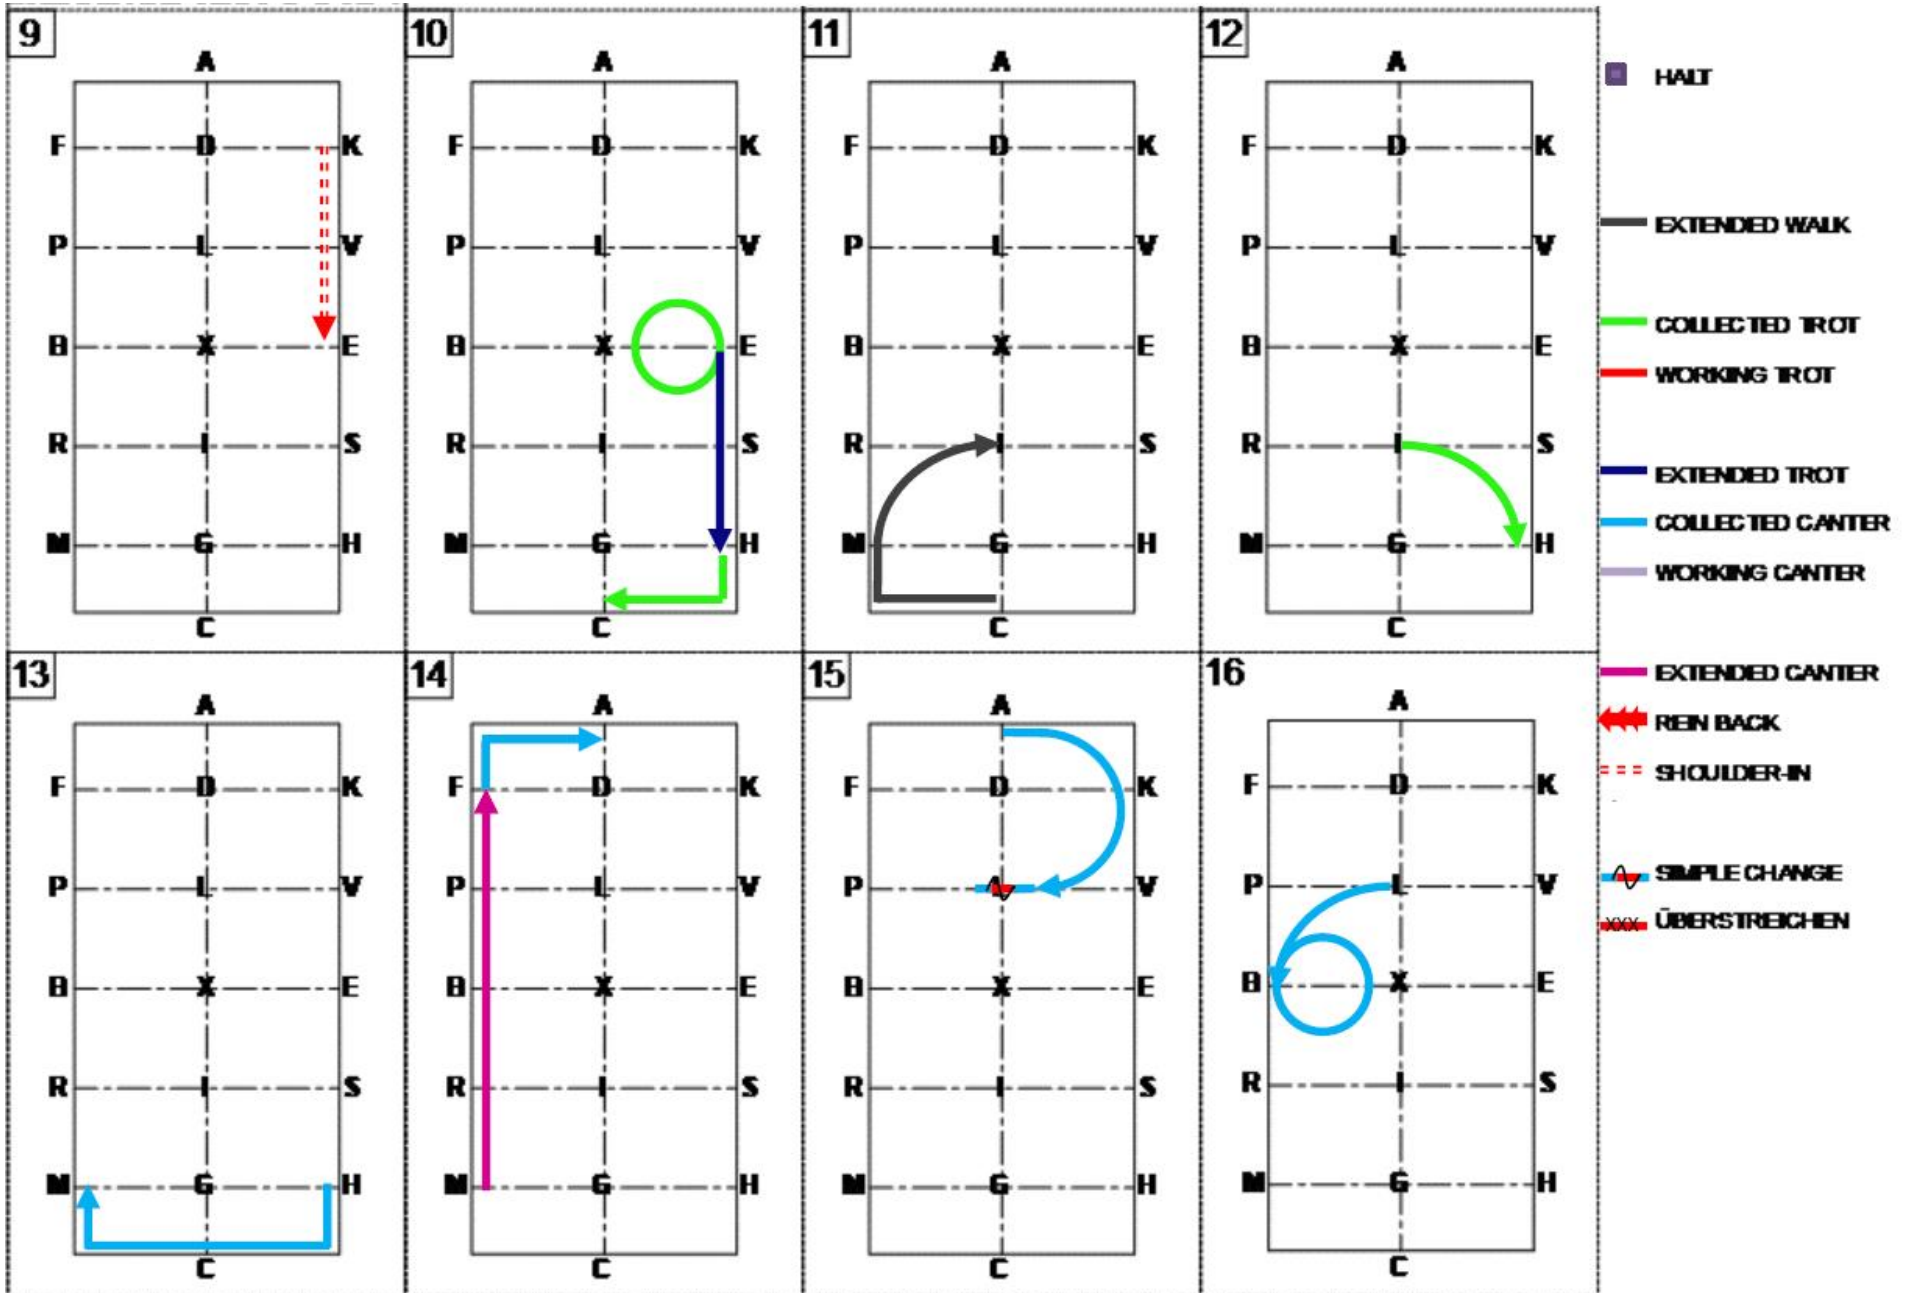 9 10 11 12
A A A A
HALT
F D K F D K F D K F D K
EXTENDED WALK
P L V P L V P L V P L V
COLLECTED TROT
B X E B X E B X E B X E
WORKING TROT
R I S R I S R I S R I S
EXTENDED TROT
COLLECTED CANTER
M G H M G H M G H M G H
WORKING CANTER
C C C C
13 14 15 16
EXTENDED CANTER
A A A A
REIN BACK
SHOULDER-IN
F D K F D K F D K F D K
SIMPLE CHANGE
P L V P L V P V P L V
XXX ÜBERSTREICHEN
B X E B X E B X E B X E
R I S R I S R I S R I S
M G H M G H M G H M G H
C C C C